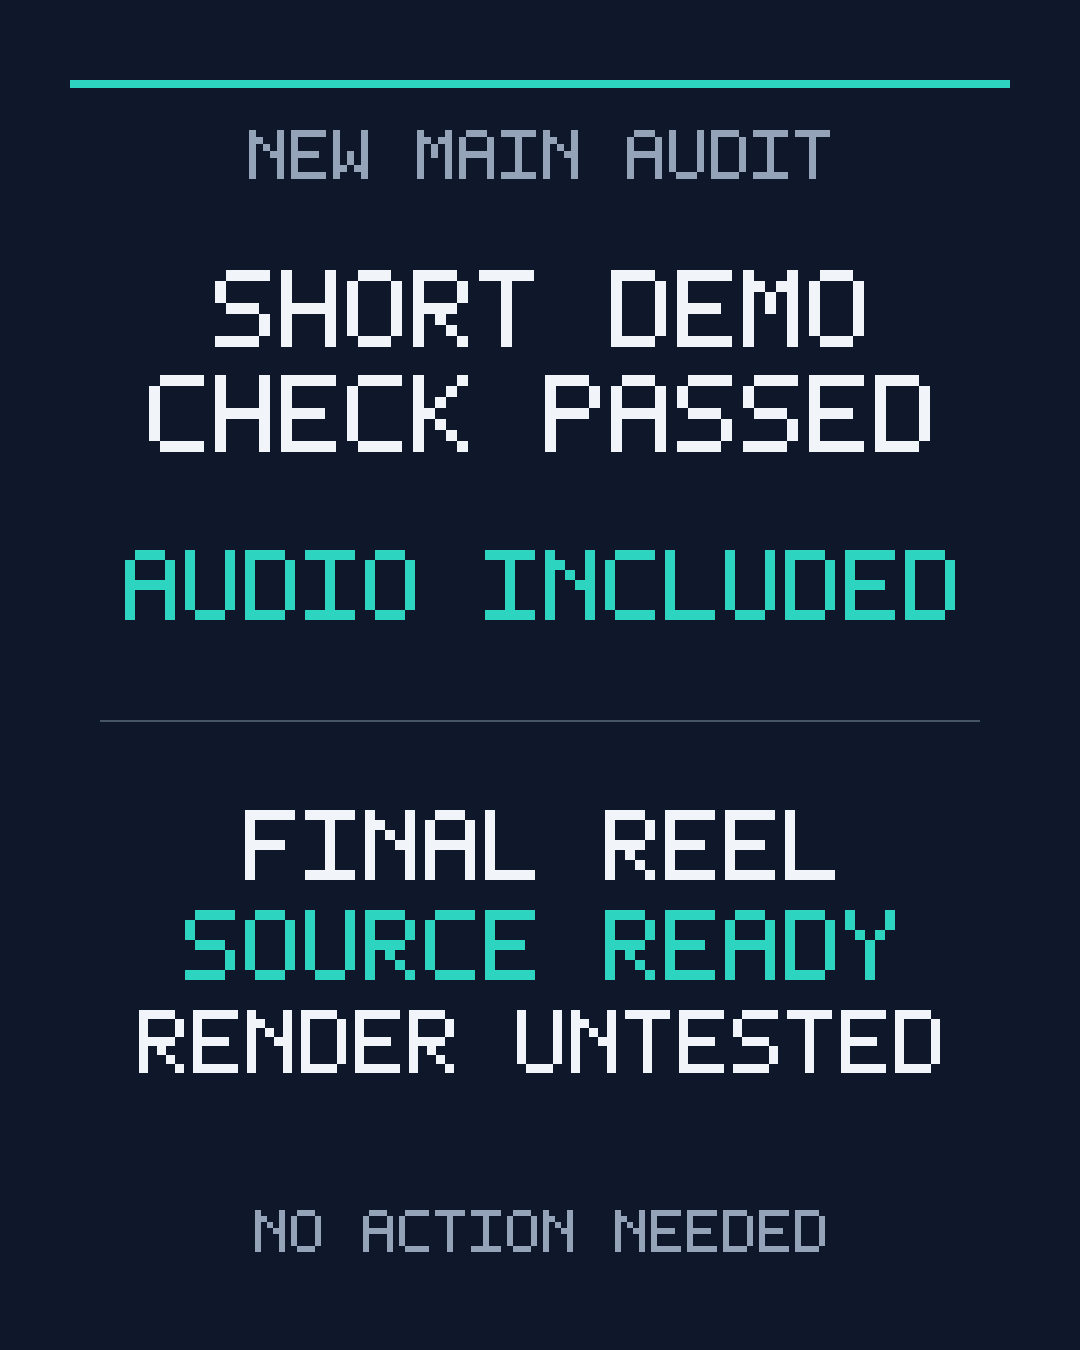 NEW MAIN AUDIT
SHORT DEMO
CHECK PASSED
AUDIO INCLUDED
FINAL REEL
SOURCE READY
RENDER UNTESTED
NO ACTION NEEDED